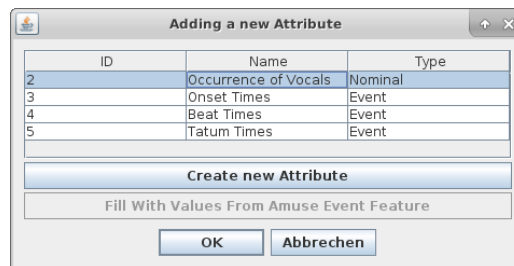 Adding a new Attribute
ID Name Type
2 Occurrence of Vocals Nominal
3 Onset Times Event
4 Beat Times Event
5 Tatum Times Event
Create new Attribute
Fill With Values From Amuse Event Feature
OK Abbrechen